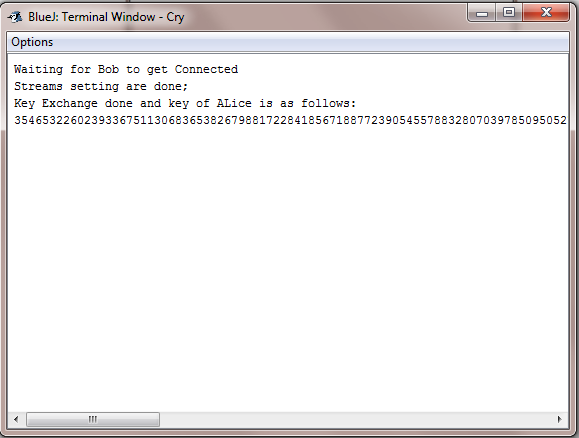 BlueJ: Terminal Window - Cry
Options
Waiting for Bob to get Connected
Streams setting are done;
Key Exchange done and key of ALice is as follows:
3546532260239336751130683653826798817228418567188772390545578832807039785095052